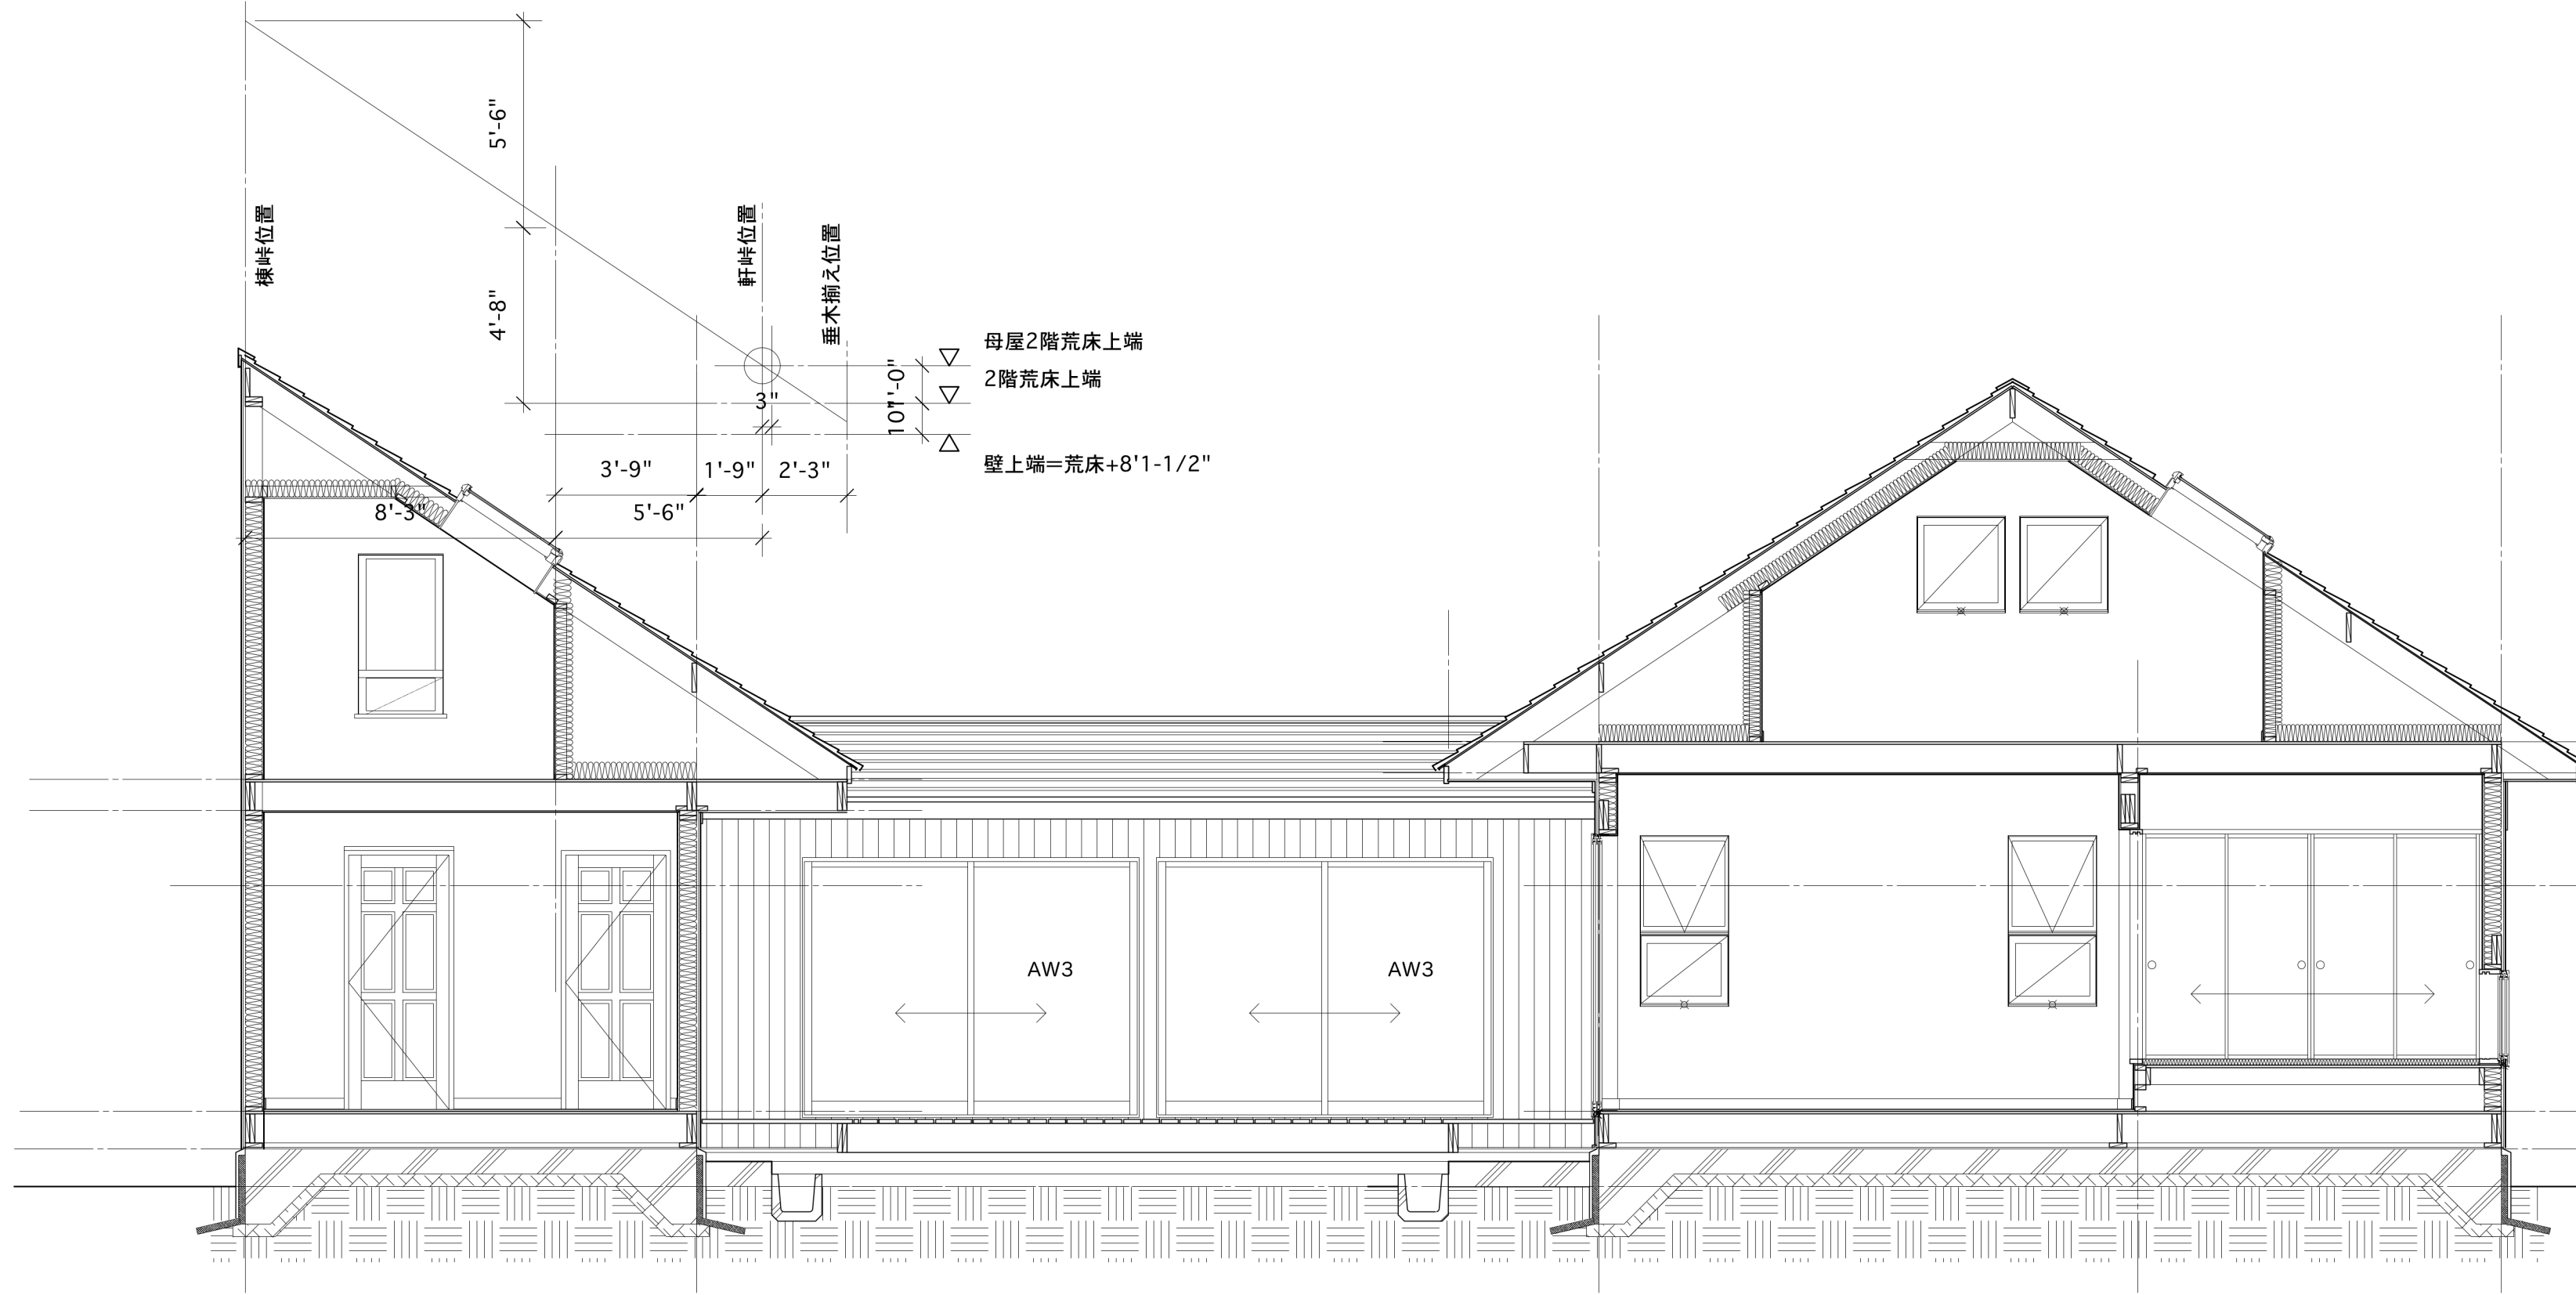 5'-6"
棟峠位置
軒峠位置
垂木揃え位置
4'-8"
母屋2階荒床上端
1'-0"
2階荒床上端
3"
10"
壁上端=荒床+8'1-1/2"
3'-9"
1'-9"
2'-3"
8'-3"
5'-6"
AW3
AW3